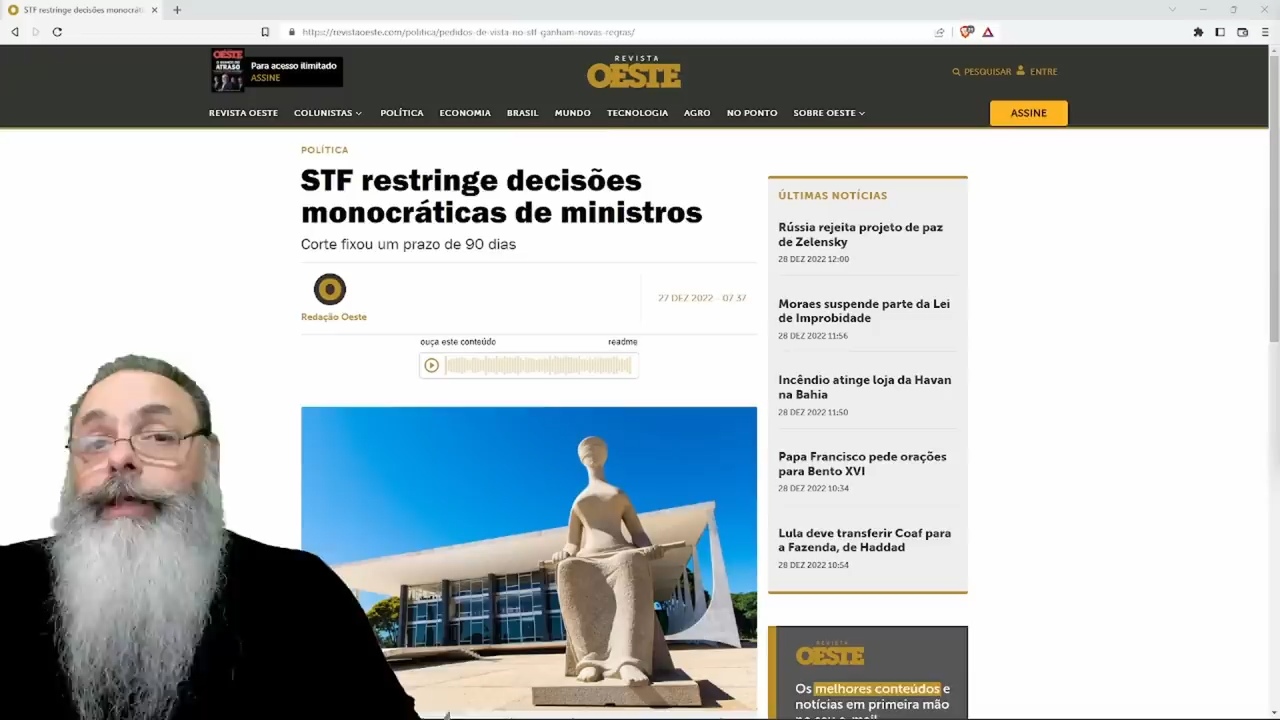 STF restringe decisões monocráti
https://revistaoeste.com/politica/pedidos-de-vista-no-stf-ganham-novas-regras/
OESTE
Para acesso ilimitado
ASSINE
REVISTA
OESTE
PESQUISAR
ENTRE
REVISTA OESTE
COLUNISTAS
POLÍTICA
ECONOMIA
BRASIL
MUNDO
TECNOLOGIA
AGRO
NO PONTO
SOBRE OESTE
ASSINE
POLÍTICA
STF restringe decisões
monocráticas de ministros
Corte fixou um prazo de 90 dias
Redação Oeste
27 DEZ 2022 - 07:37
ouça este conteúdo
readme
ÚLTIMAS NOTÍCIAS
Rússia rejeita projeto de paz
de Zelensky
28 DEZ 2022 12:00
Moraes suspende parte da Lei
de Improbidade
28 DEZ 2022 11:56
Incêndio atinge loja da Havan
na Bahia
28 DEZ 2022 11:50
Papa Francisco pede orações
para Bento XVI
28 DEZ 2022 10:34
Lula deve transferir Coaf para
a Fazenda, de Haddad
28 DEZ 2022 10:54
REVISTA
OESTE
Os melhores conteúdos e
notícias em primeira mão
no seu e-mail